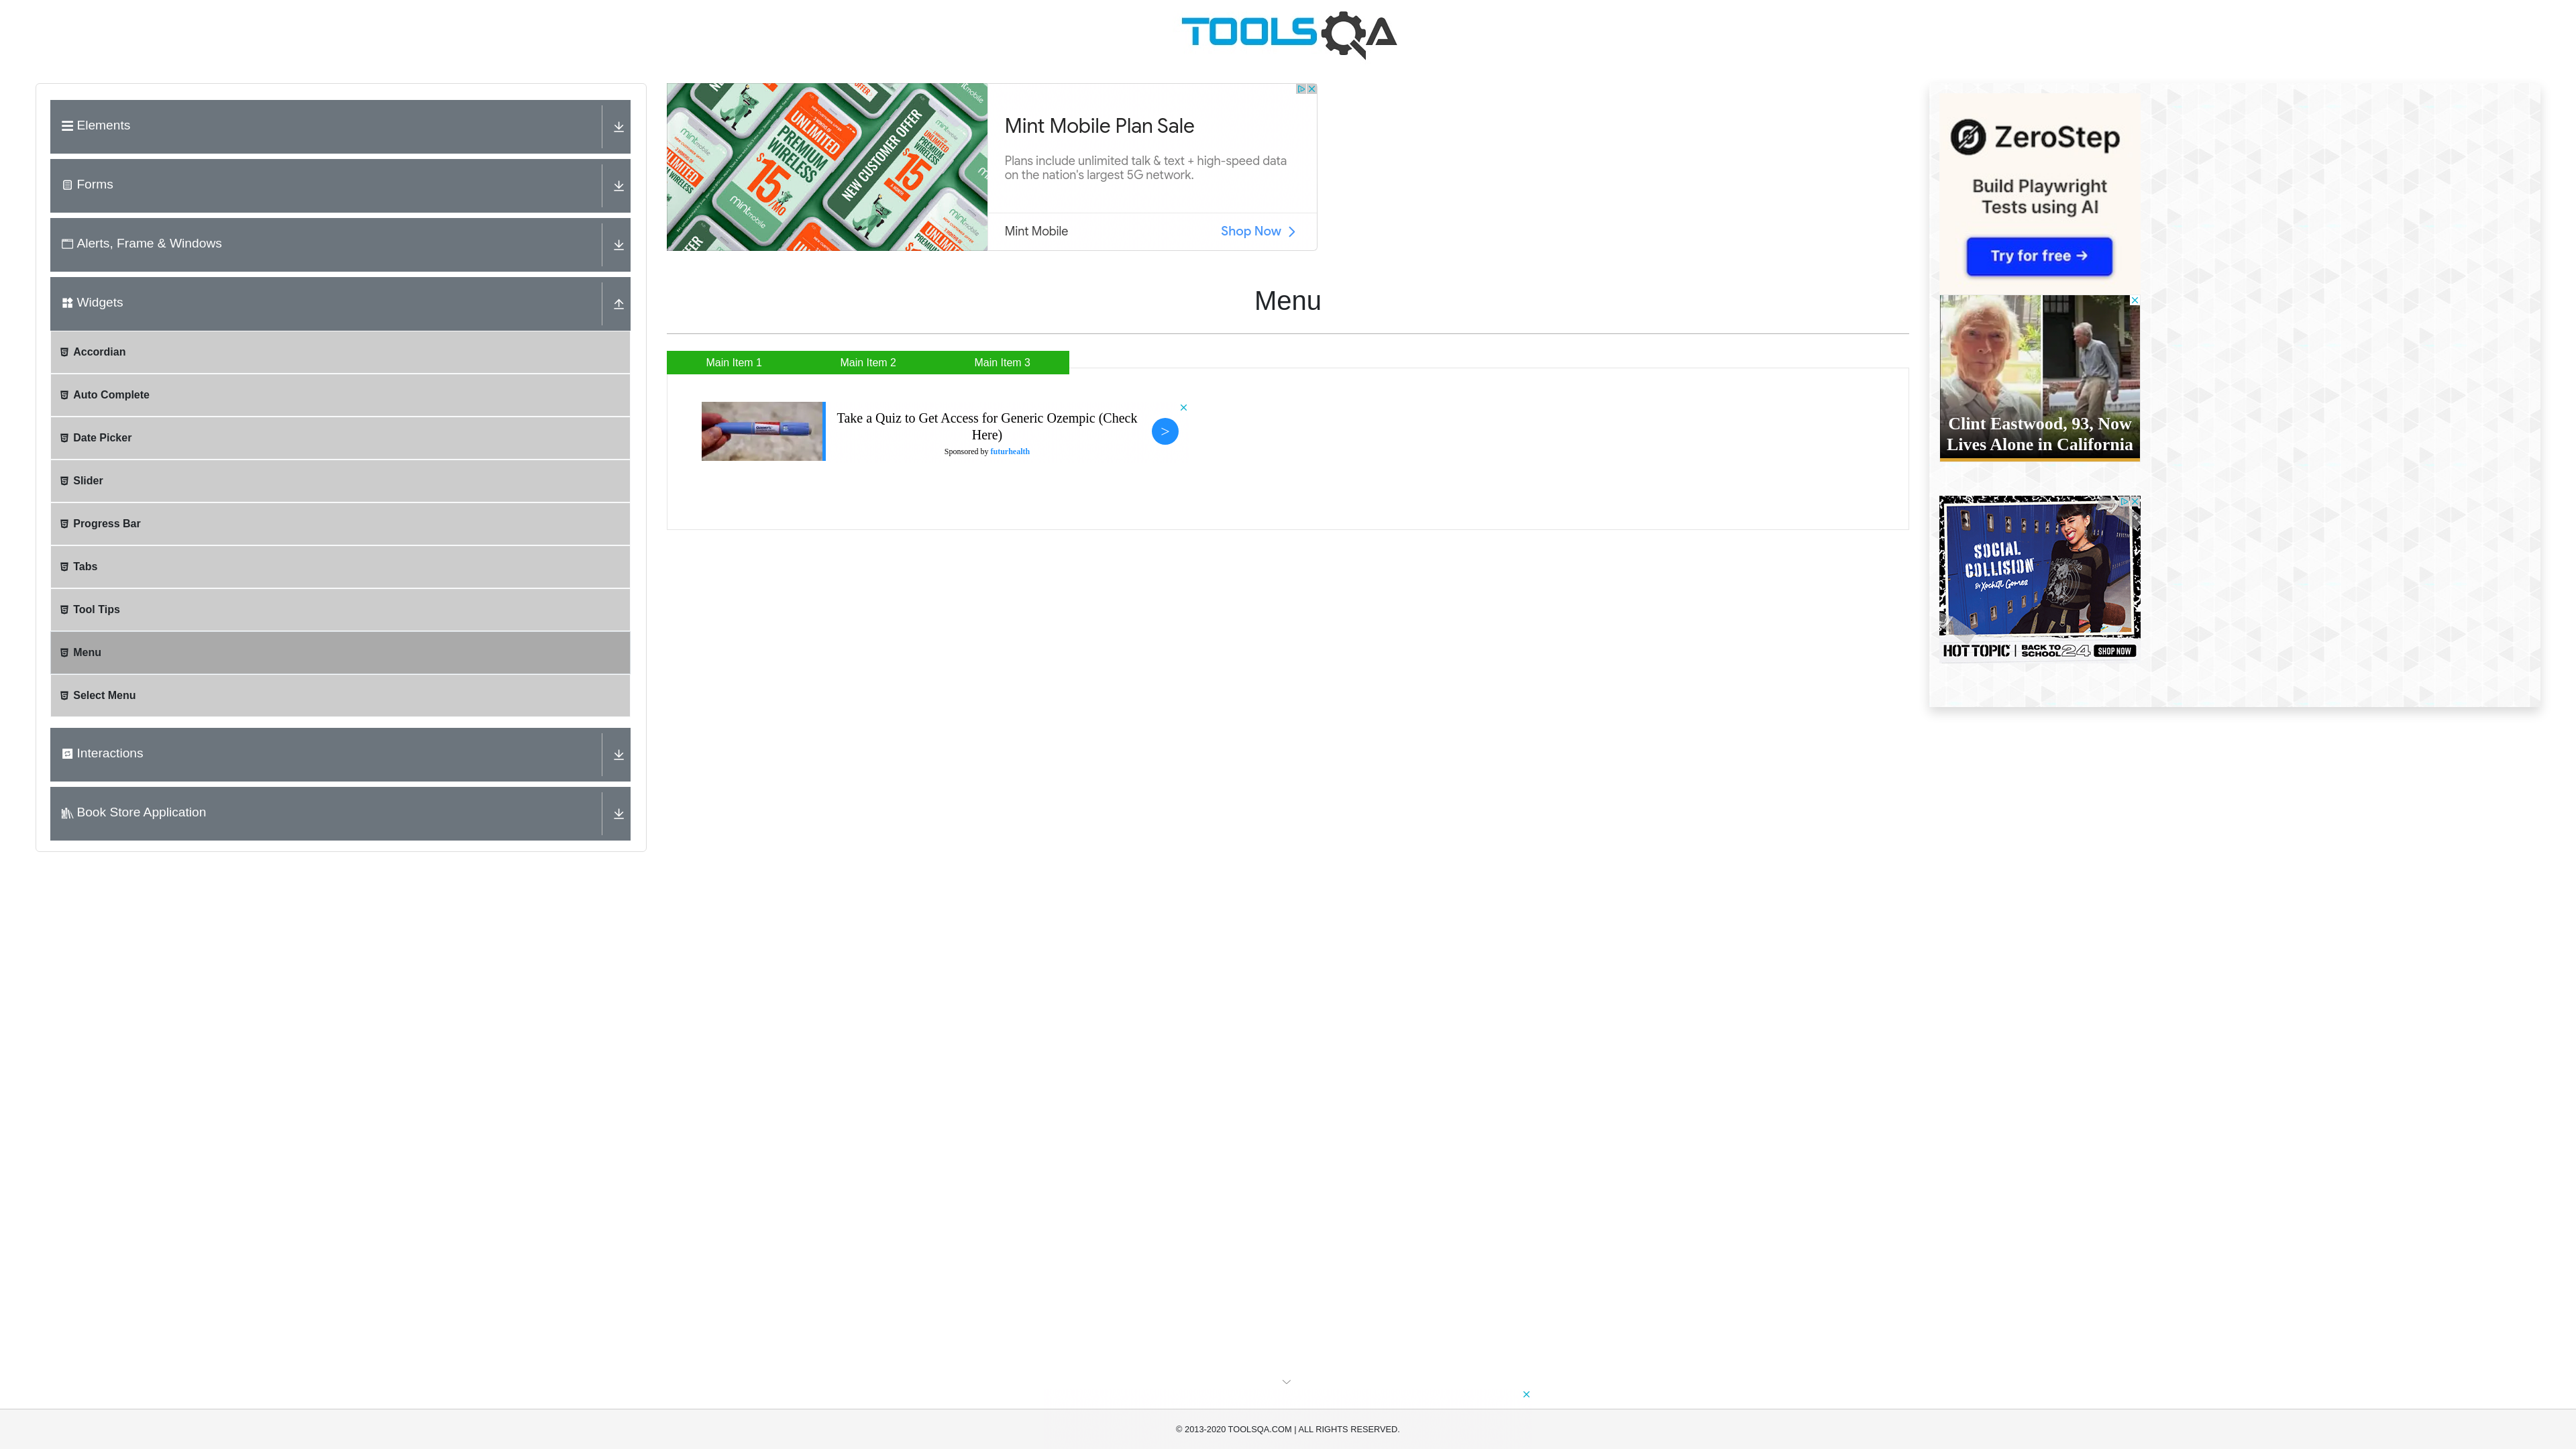 TOOLSQA
Elements
Forms
Alerts, Frame & Windows
Widgets
Accordian
Auto Complete
Date Picker
Slider
Progress Bar
Tabs
Tool Tips
Menu
Select Menu
Interactions
Book Store Application
UNLIMITED
PREMIUM
WIRELESS
$15/MO
mint mobile
NEW CUSTOMER OFFER
Mint Mobile Plan Sale
Plans include unlimited talk & text + high-speed data
on the nation's largest 5G network.
Mint Mobile
Shop Now
Menu
Main Item 1
Main Item 2
Main Item 3
Take a Quiz to Get Access for Generic Ozempic (Check
Here)
Sponsored by futurhealth
>
ZeroStep
Build Playwright
Tests using AI
Try for free →
Clint Eastwood, 93, Now
Lives Alone in California
SOCIAL
COLLISION
By Xochitl Gomez
HOT TOPIC | BACK TO SCHOOL 24 SHOP NOW
© 2013-2020 TOOLSQA.COM | ALL RIGHTS RESERVED.